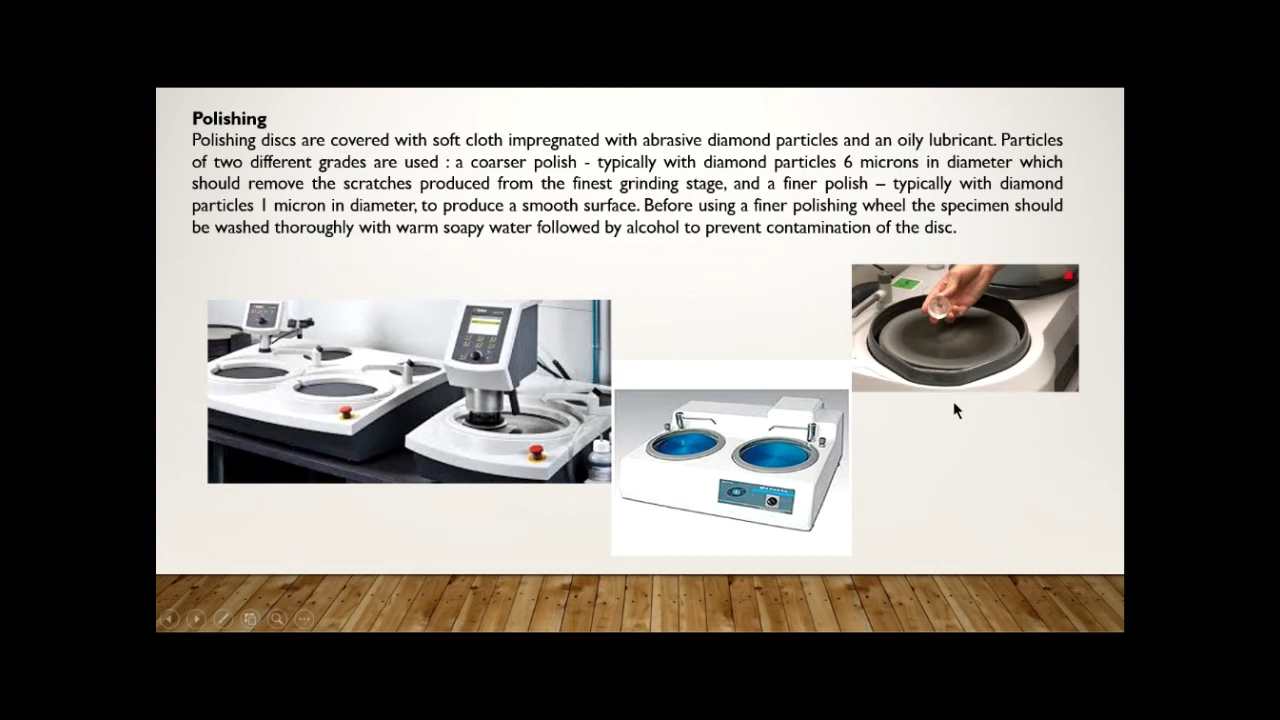 Polishing
Polishing discs are covered with soft cloth impregnated with abrasive diamond particles and an oily lubricant. Particles
of two different grades are used : a coarser polish - typically with diamond particles 6 microns in diameter which
should remove the scratches produced from the finest grinding stage, and a finer polish – typically with diamond
particles 1 micron in diameter, to produce a smooth surface. Before using a finer polishing wheel the specimen should
be washed thoroughly with warm soapy water followed by alcohol to prevent contamination of the disc.